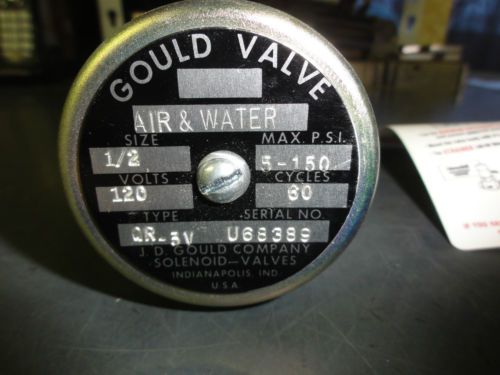 GOULD VALVE
AIR & WATER
SIZE MAX. P.S.I.
1/2 5-150
VOLTS CYCLES
120 60
TYPE SERIAL NO.
QR-3V U68389
J. D. GOULD COMPANY
SOLENOID-VALVES
INDIANAPOLIS, IND.
U.S.A.